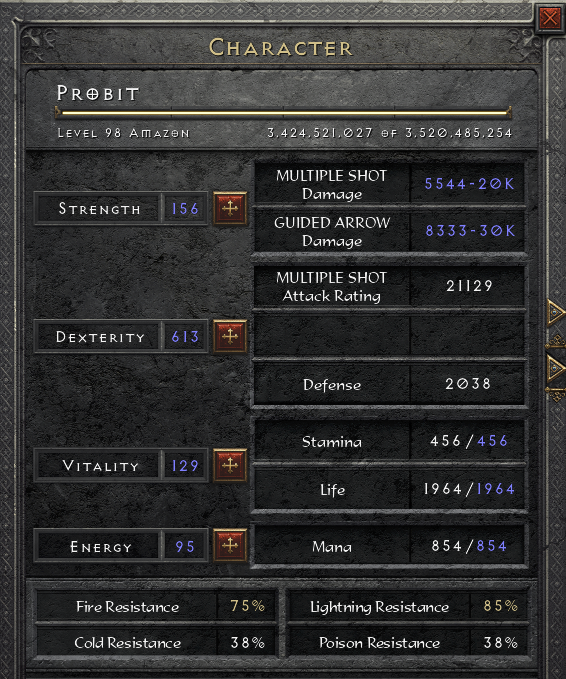 Character
Probit
Level 98 Amazon 3,424,521,027 of 3,520,485,254
Strength 156
MULTIPLE SHOT
Damage
5544-20K
GUIDED ARROW
Damage
8333-30K
MULTIPLE SHOT
Attack Rating
21129
Dexterity 613
Defense 2038
Stamina 456/456
Vitality 129
Life 1964/1964
Energy 95
Mana 854/854
Fire Resistance 75% Lightning Resistance 85%
Cold Resistance 38% Poison Resistance 38%